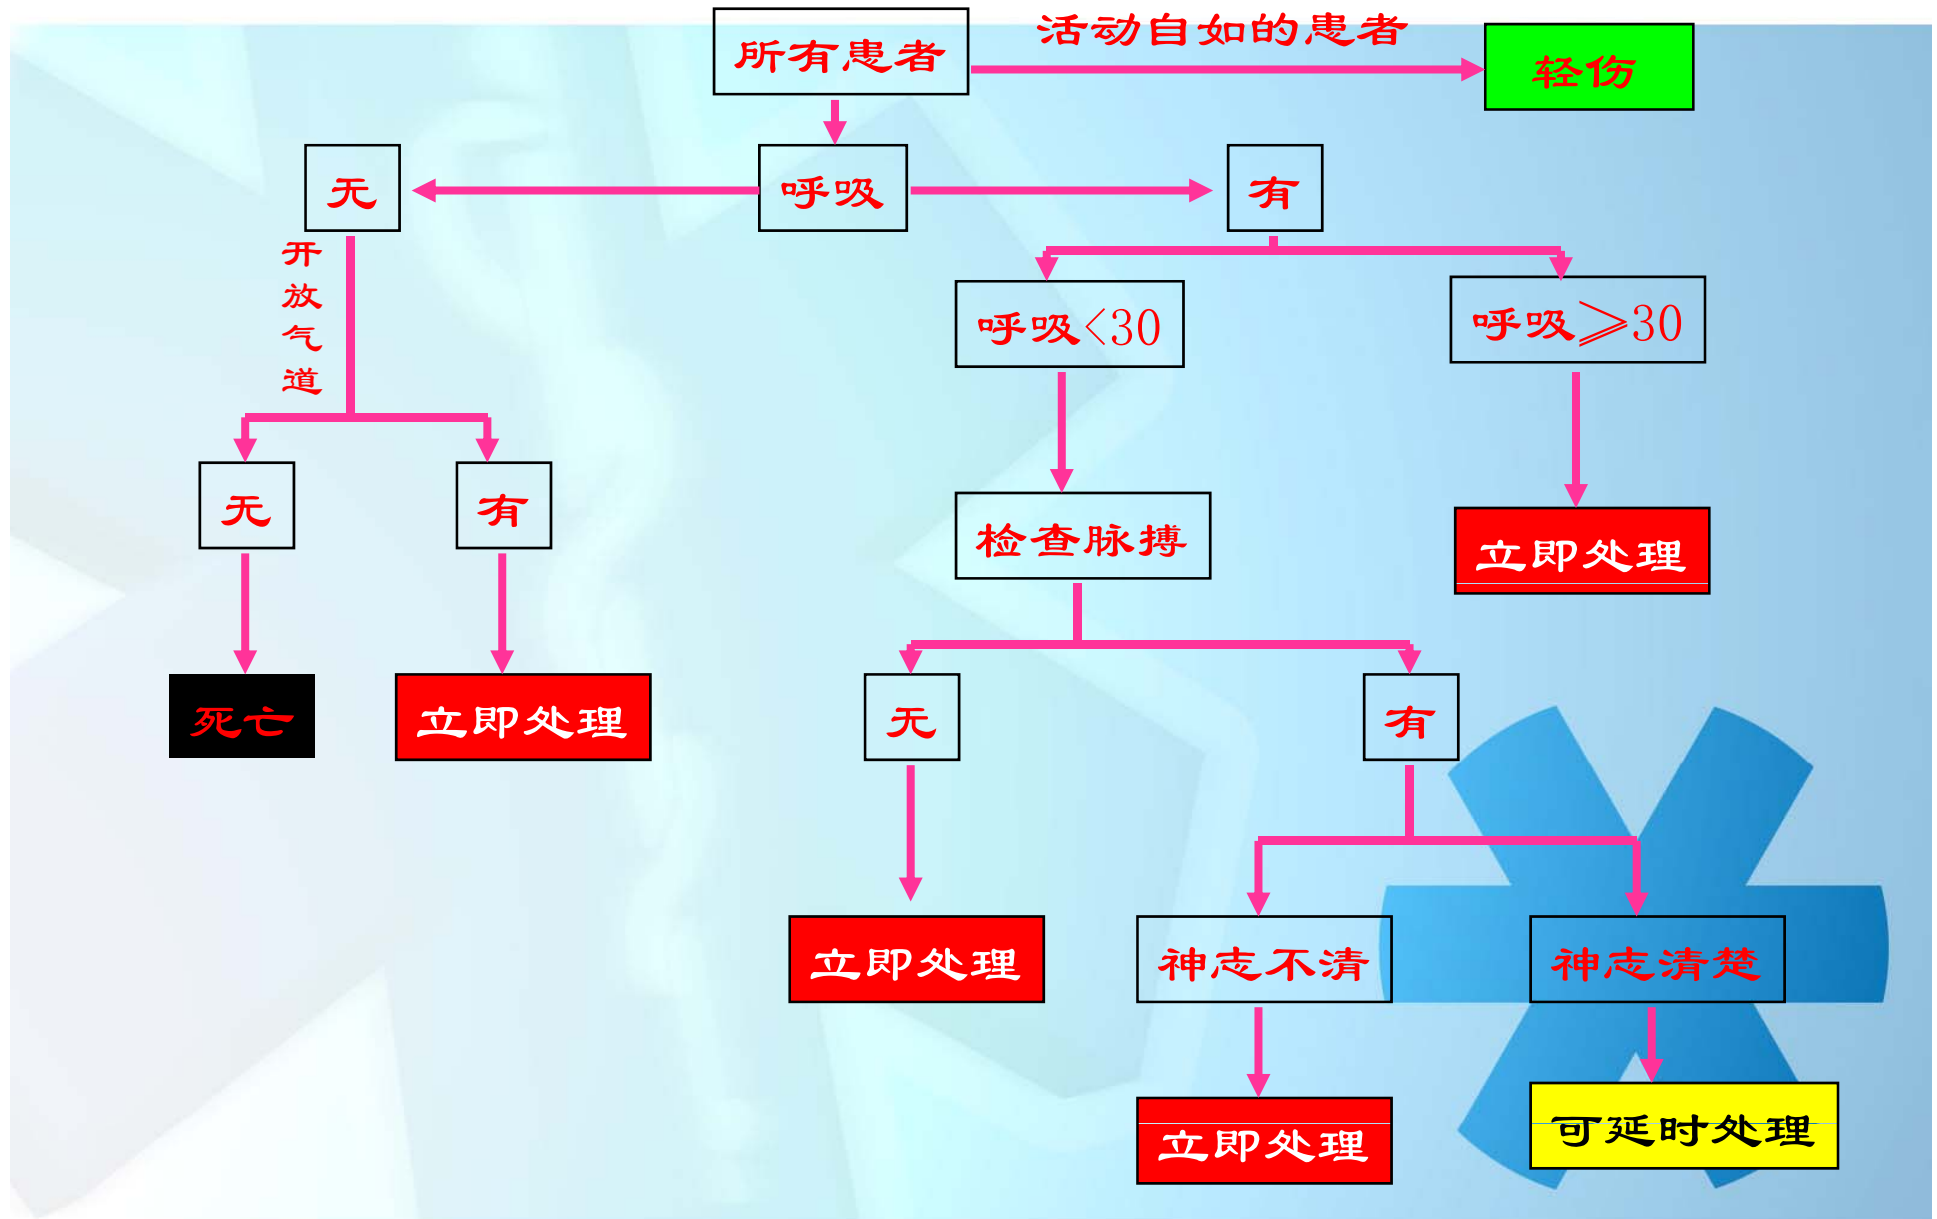 所有患者
活动自如的患者
轻伤
无
呼吸
有
开
放
气
道
呼吸<30
呼吸≥30
无
有
检查脉搏
立即处理
死亡
立即处理
无
有
立即处理
神志不清
神志清楚
立即处理
可延时处理